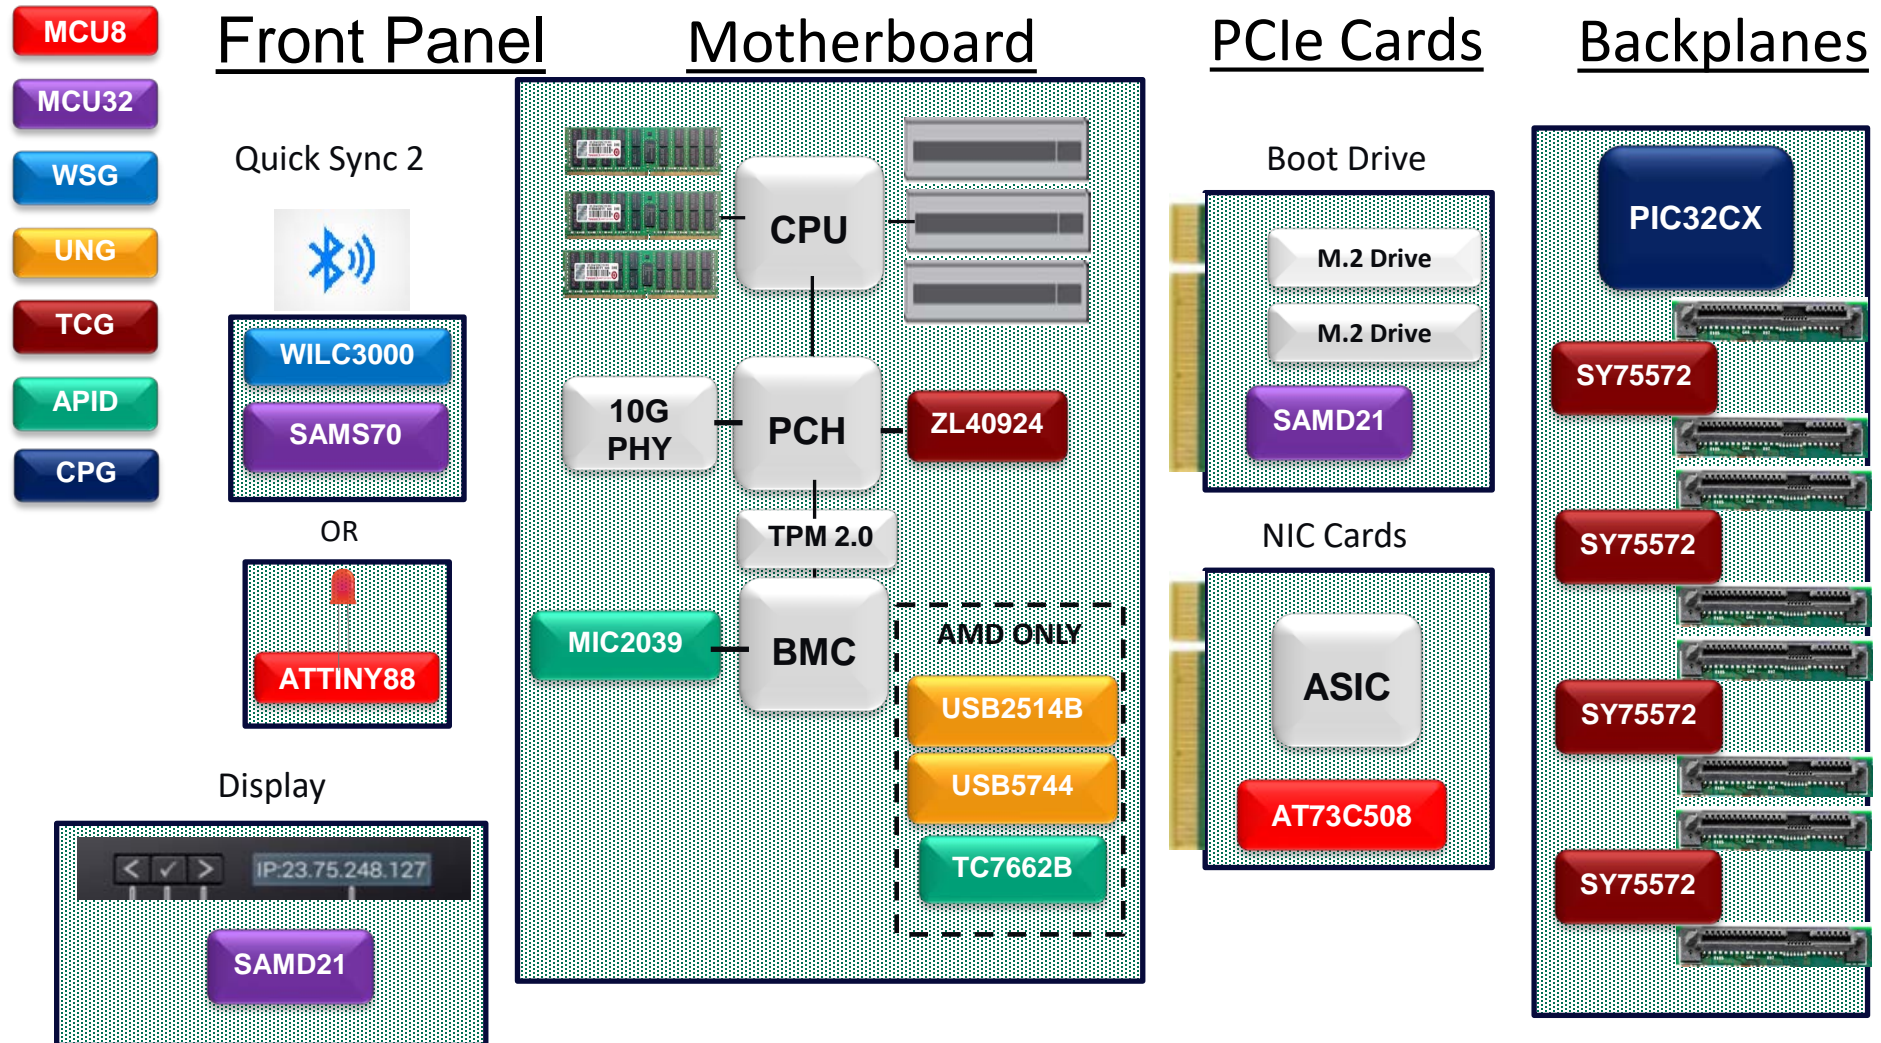 MCU8
MCU32
WSG
UNG
TCG
APID
CPG
Front Panel
Quick Sync 2
WILC3000
SAMS70
OR
ATTINY88
Display
< ✓ >
IP:23.75.248.127
SAMD21
Motherboard
CPU
10G
PHY
PCH
ZL40924
TPM 2.0
MIC2039
BMC
AMD ONLY
USB2514B
USB5744
TC7662B
PCIe Cards
Boot Drive
M.2 Drive
M.2 Drive
SAMD21
NIC Cards
ASIC
AT73C508
Backplanes
PIC32CX
SY75572
SY75572
SY75572
SY75572